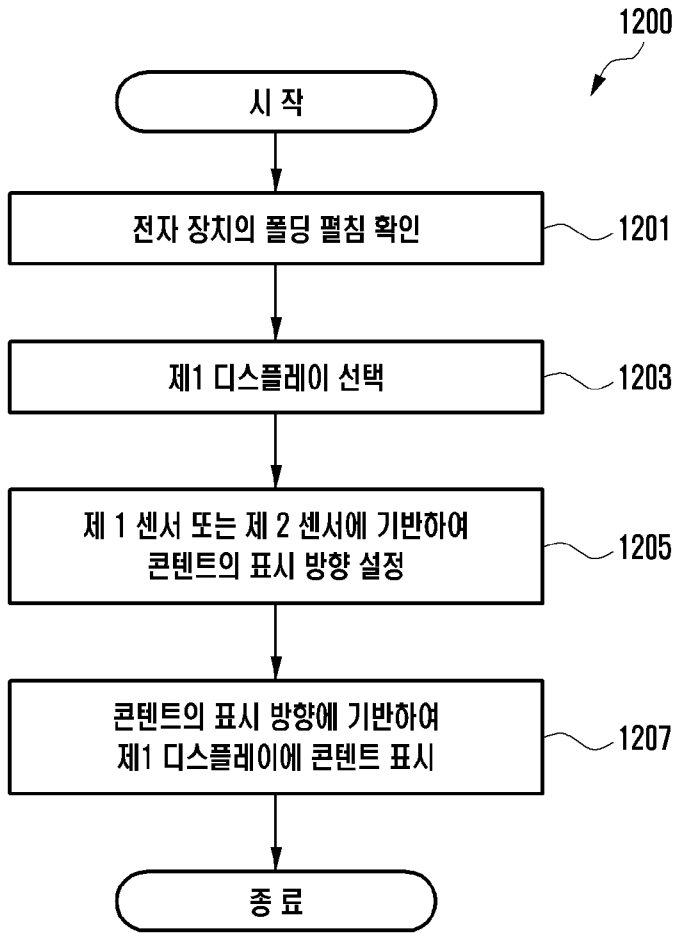 1200
시 작
전자 장치의 폴딩 펼침 확인
1201
제1 디스플레이 선택
1203
제 1 센서 또는 제 2 센서에 기반하여
콘텐트의 표시 방향 설정
1205
콘텐트의 표시 방향에 기반하여
제1 디스플레이에 콘텐트 표시
1207
종 료